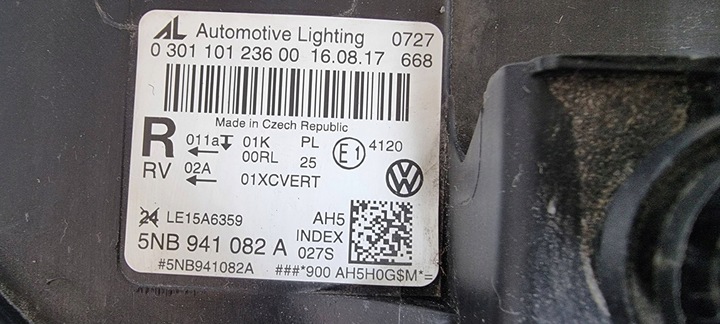 AL Automotive Lighting 0727
0 301 101 236 00 16.08.17 668
Made in Czech Republic
R 011a 01K PL E1 4120
00RL 25
RV 02A 01XCVERT
24 LE15A6359 AH5
5NB 941 082 A INDEX
027S
#5NB941082A ###*900 AH5H0G$M*=